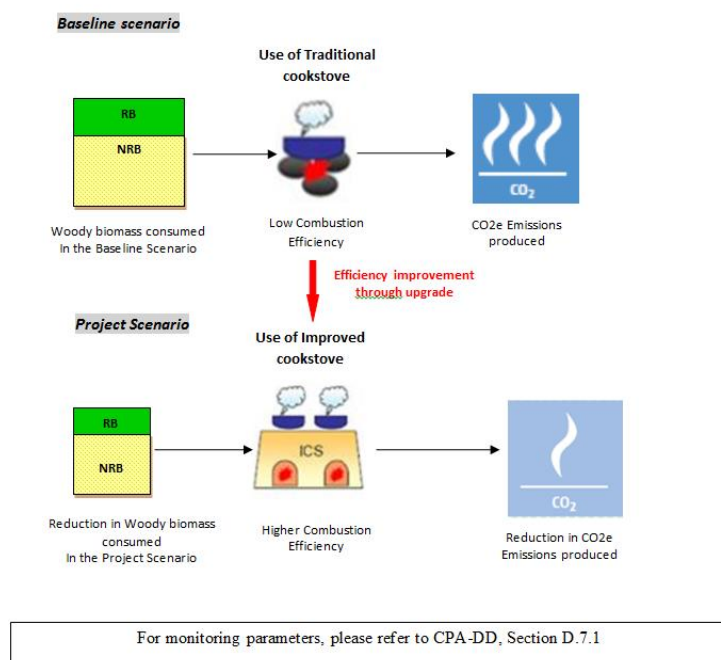 Baseline scenario
Use of Traditional
cookstove
RB
NRB
CO₂
Woody biomass consumed
In the Baseline Scenario
Low Combustion
Efficiency
CO2e Emissions
produced
Efficiency improvement
through upgrade
Project Scenario
Use of Improved
cookstove
RB
NRB
ICS
CO₂
Reduction in Woody biomass
consumed
In the Project Scenario
Higher Combustion
Efficiency
Reduction in CO2e
Emissions produced
For monitoring parameters, please refer to CPA-DD, Section D.7.1